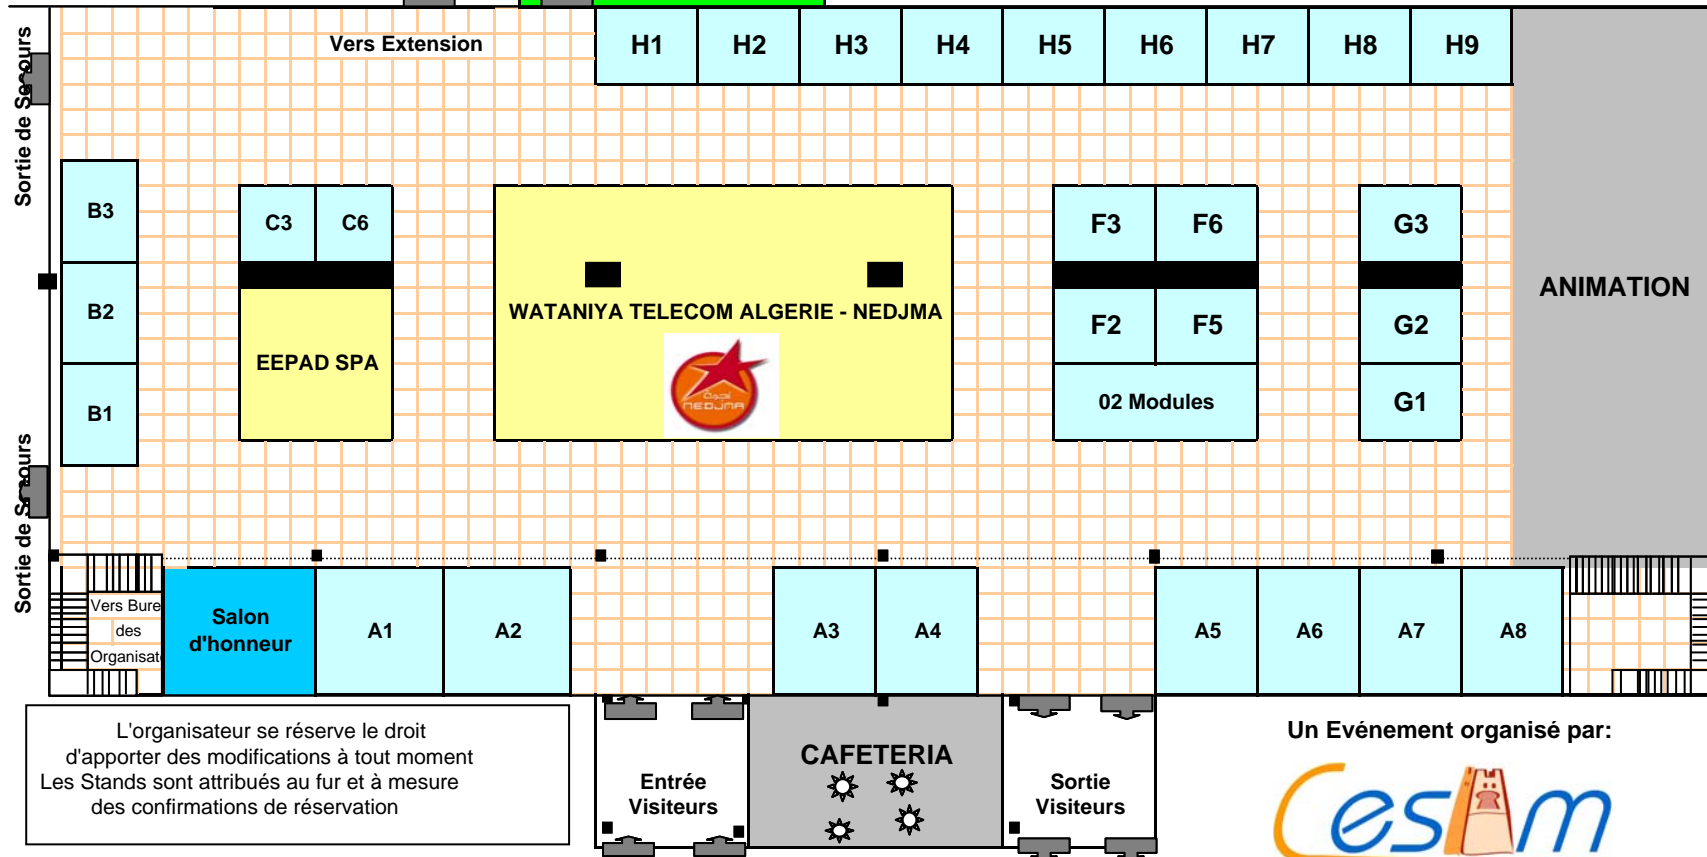 Vers Extension
H1 H2 H3 H4 H5 H6 H7 H8 H9
Sortie de Secours
B3
C3 C6
F3 F6
G3
ANIMATION
B2
WATANIYA TELECOM ALGERIE - NEDJMA
F2 F5
G2
EEPAD SPA
نجمة
NEDJMA
B1
02 Modules
G1
Sortie de Secours
Vers Bure
des
Organisat
Salon
d'honneur
A1 A2 A3 A4 A5 A6 A7 A8
L'organisateur se réserve le droit
d'apporter des modifications à tout moment
Les Stands sont attribués au fur et à mesure
des confirmations de réservation
Entrée
Visiteurs
CAFETERIA
Sortie
Visiteurs
Un Evénement organisé par:
Cesam